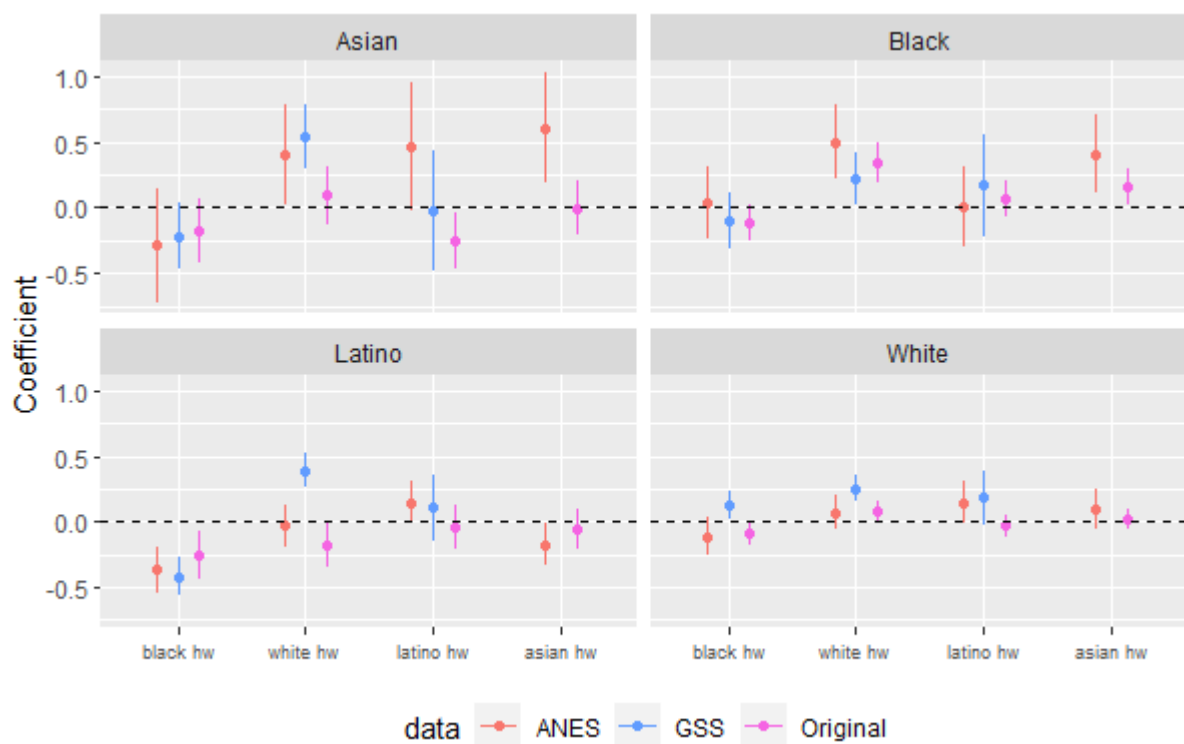 Asian Black
1.0
0.5
0.0
-0.5
Coefficient
Latino White
1.0
0.5
0.0
-0.5
black hw white hw latino hw asian hw black hw white hw latino hw asian hw
data ANES GSS Original